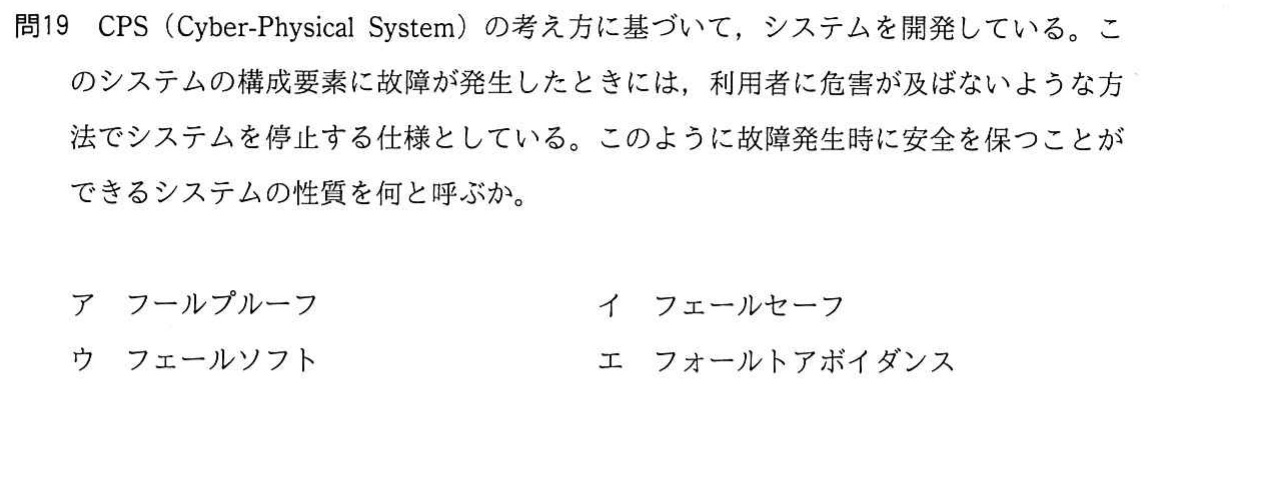 問19 CPS（Cyber-Physical System）の考え方に基づいて，システムを開発している。こ
のシステムの構成要素に故障が発生したときには，利用者に危害が及ばないような方
法でシステムを停止する仕様としている。このように故障発生時に安全を保つことが
できるシステムの性質を何と呼ぶか。
ア フールプルーフ イ フェールセーフ
ウ フェールソフト エ フォールトアボイダンス